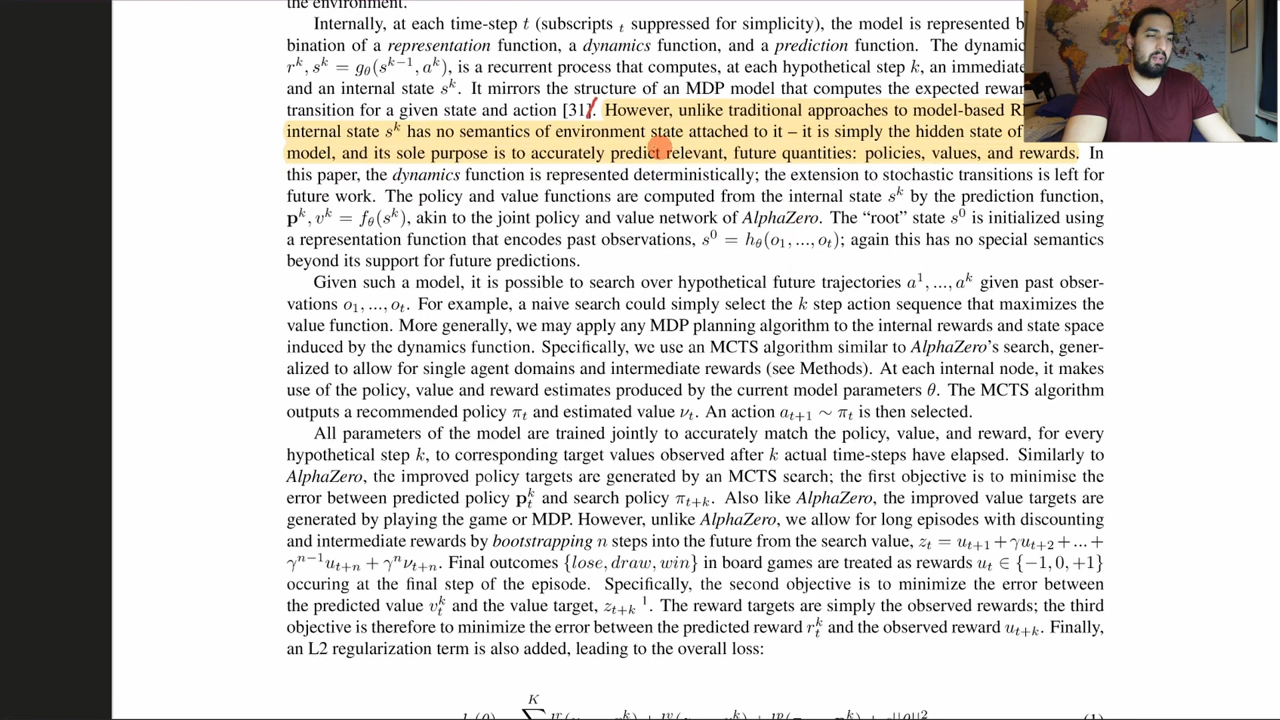 the environment.
Internally, at each time-step t (subscripts t suppressed for simplicity), the model is represented b
bination of a representation function, a dynamics function, and a prediction function. The dynamic
r^k, s^k = g_θ(s^{k−1}, a^k), is a recurrent process that computes, at each hypothetical step k, an immediate
and an internal state s^k. It mirrors the structure of an MDP model that computes the expected rewar
transition for a given state and action [31]. However, unlike traditional approaches to model-based R
internal state s^k has no semantics of environment state attached to it – it is simply the hidden state of
model, and its sole purpose is to accurately predict relevant, future quantities: policies, values, and rewards. In
this paper, the dynamics function is represented deterministically; the extension to stochastic transitions is left for
future work. The policy and value functions are computed from the internal state s^k by the prediction function,
p^k, v^k = f_θ(s^k), akin to the joint policy and value network of AlphaZero. The “root” state s^0 is initialized using
a representation function that encodes past observations, s^0 = h_θ(o_1, ..., o_t); again this has no special semantics
beyond its support for future predictions.
Given such a model, it is possible to search over hypothetical future trajectories a^1, ..., a^k given past obser-
vations o_1, ..., o_t. For example, a naive search could simply select the k step action sequence that maximizes the
value function. More generally, we may apply any MDP planning algorithm to the internal rewards and state space
induced by the dynamics function. Specifically, we use an MCTS algorithm similar to AlphaZero’s search, gener-
alized to allow for single agent domains and intermediate rewards (see Methods). At each internal node, it makes
use of the policy, value and reward estimates produced by the current model parameters θ. The MCTS algorithm
outputs a recommended policy π_t and estimated value ν_t. An action a_{t+1} ∼ π_t is then selected.
All parameters of the model are trained jointly to accurately match the policy, value, and reward, for every
hypothetical step k, to corresponding target values observed after k actual time-steps have elapsed. Similarly to
AlphaZero, the improved policy targets are generated by an MCTS search; the first objective is to minimise the
error between predicted policy p_t^k and search policy π_{t+k}. Also like AlphaZero, the improved value targets are
generated by playing the game or MDP. However, unlike AlphaZero, we allow for long episodes with discounting
and intermediate rewards by bootstrapping n steps into the future from the search value, z_t = u_{t+1} + γu_{t+2} + ... +
γ^{n−1}u_{t+n} + γ^nν_{t+n}. Final outcomes {lose, draw, win} in board games are treated as rewards u_t ∈ {−1, 0, +1}
occuring at the final step of the episode. Specifically, the second objective is to minimize the error between
the predicted value v_t^k and the value target, z_{t+k} ^1. The reward targets are simply the observed rewards; the third
objective is therefore to minimize the error between the predicted reward r_t^k and the observed reward u_{t+k}. Finally,
an L2 regularization term is also added, leading to the overall loss:
K